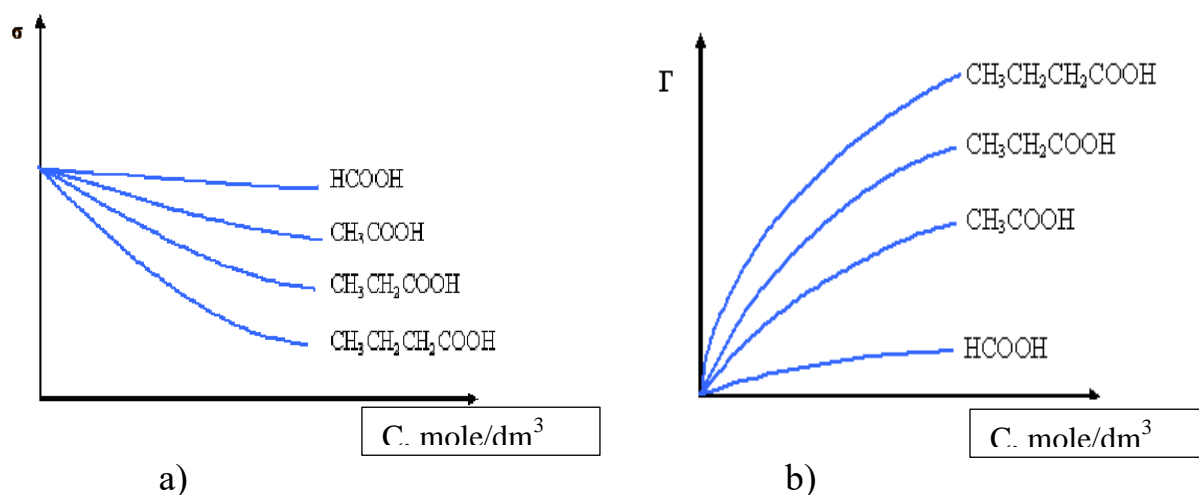 σ
HCOOH
CH₃COOH
CH₃CH₂COOH
CH₃CH₂CH₂COOH
C, mole/dm³
a)
Γ
CH₃CH₂CH₂COOH
CH₃CH₂COOH
CH₃COOH
HCOOH
C, mole/dm³
b)